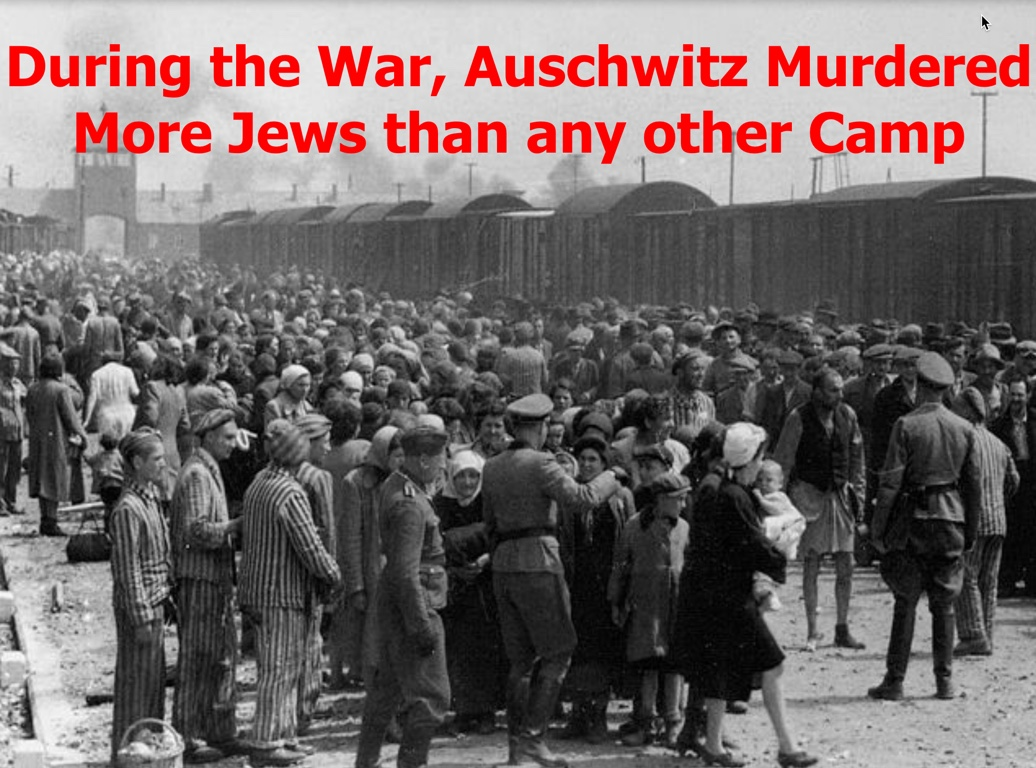 During the War, Auschwitz Murdered
More Jews than any other Camp